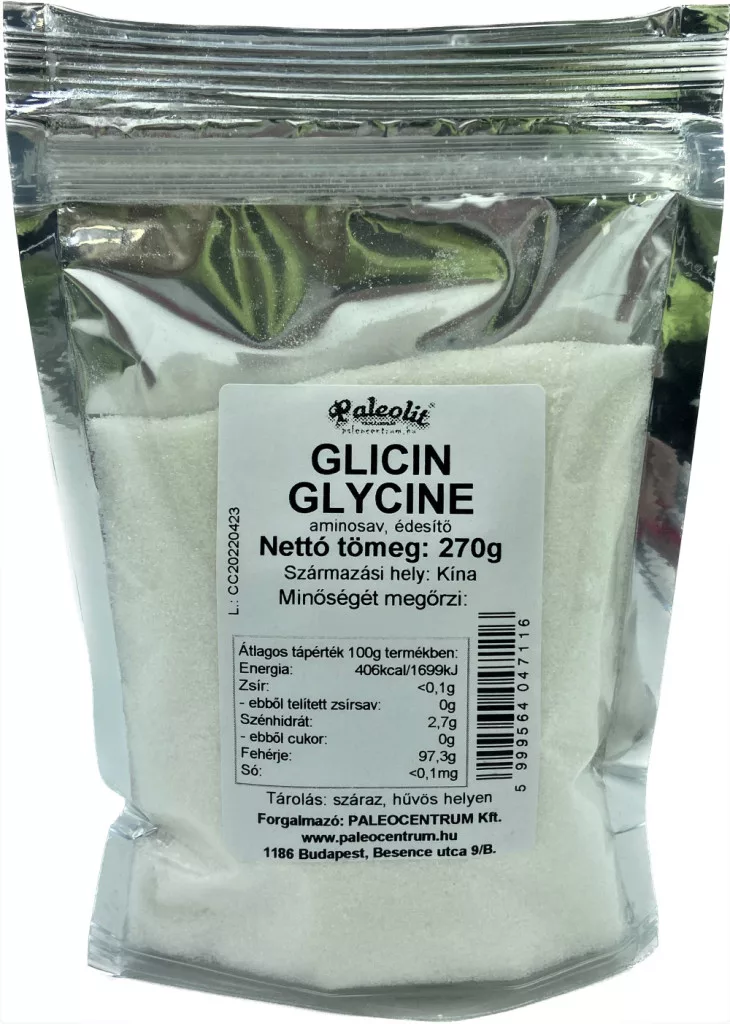 Paleolit
paleocentrum.hu
GLICIN
GLYCINE
aminosav, édesítő
Nettó tömeg: 270g
Származási hely: Kína
Minőségét megőrzi:
L.: CC20220423
Átlagos tápérték 100g termékben:
Energia: 406kcal/1699kJ
Zsír: <0,1g
- ebből telített zsírsav: 0g
Szénhidrát: 2,7g
- ebből cukor: 0g
Fehérje: 97,3g
Só: <0,1mg
5 999564 047116
Tárolás: száraz, hűvös helyen
Forgalmazó: PALEOCENTRUM Kft.
www.paleocentrum.hu
1186 Budapest, Besence utca 9/B.